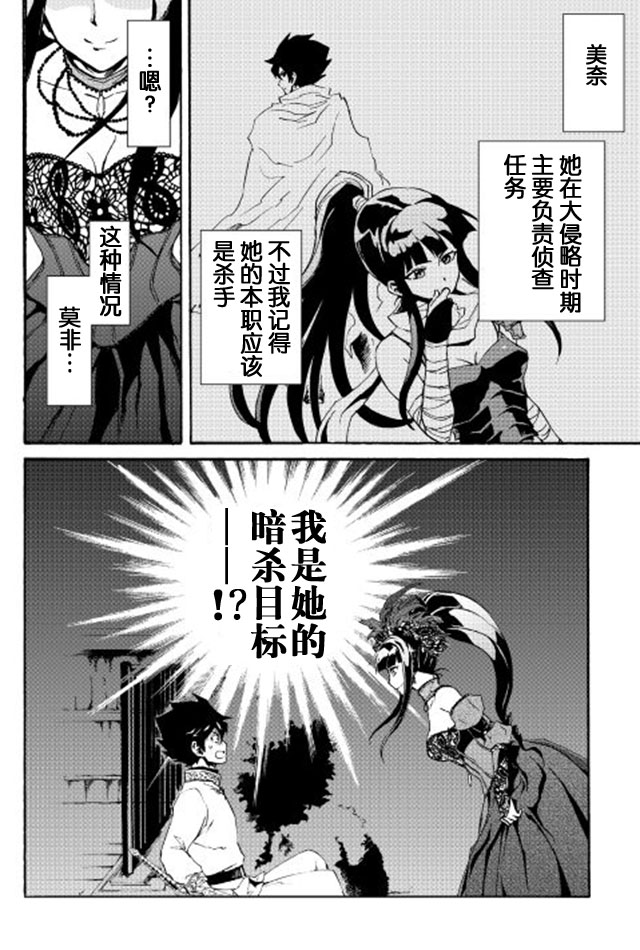 美奈
她在大侵略时期
主要负责侦查
任务
不过我记得
她的本职应该
是杀手
…嗯？
这种情况
莫非…
我是她的
暗杀目标
——!?